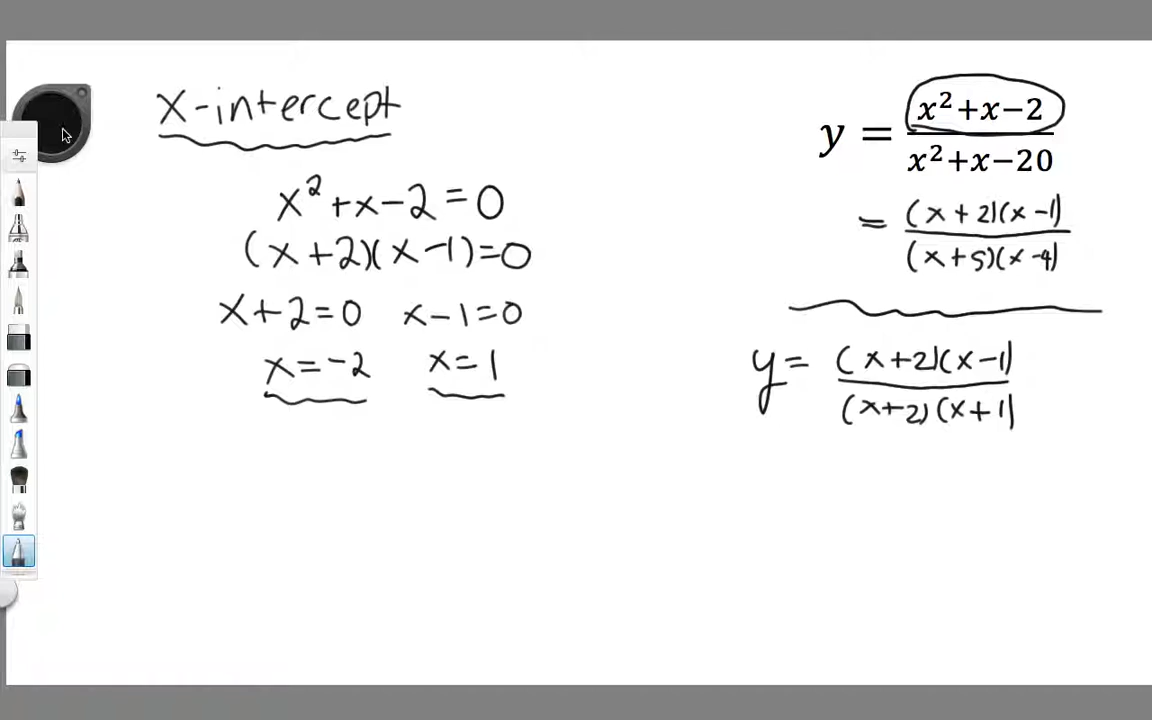 x-intercept
x²+x-2=0
(x+2)(x-1)=0
x+2=0 x-1=0
x=-2 x=1
y = x²+x−2
x²+x−20
= (x+2)(x-1)
(x+5)(x-4)
y= (x+2)(x-1)
(x+2)(x+1)